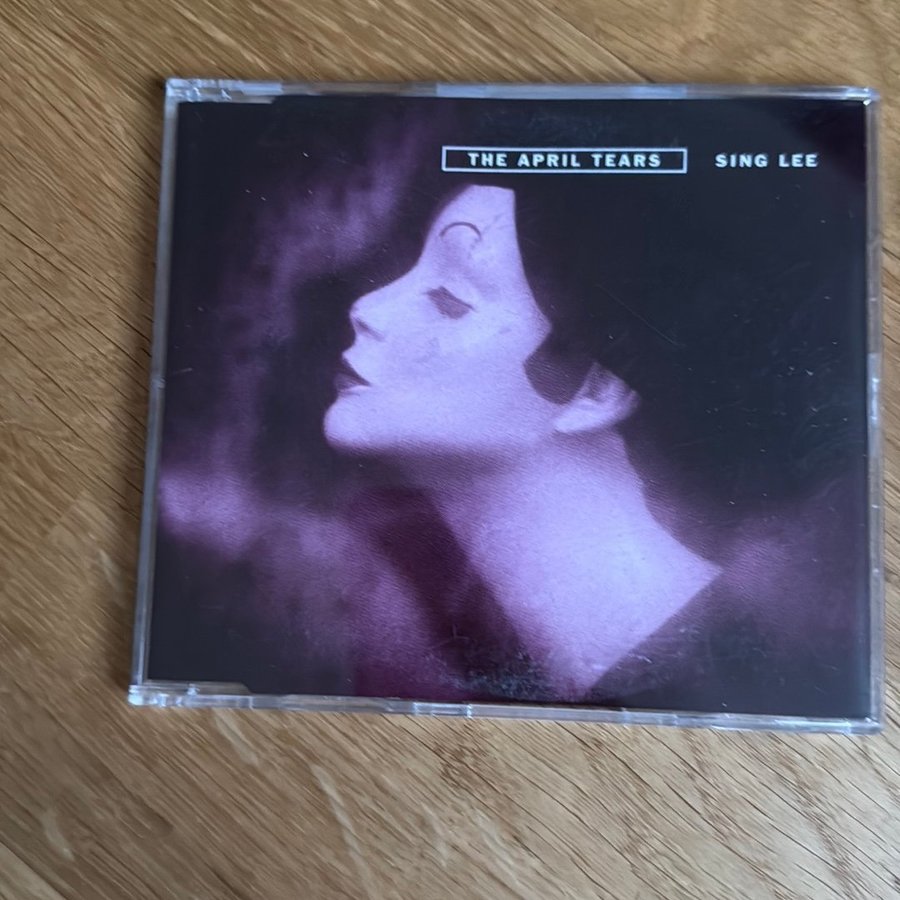 THE APRIL TEARS SING LEE